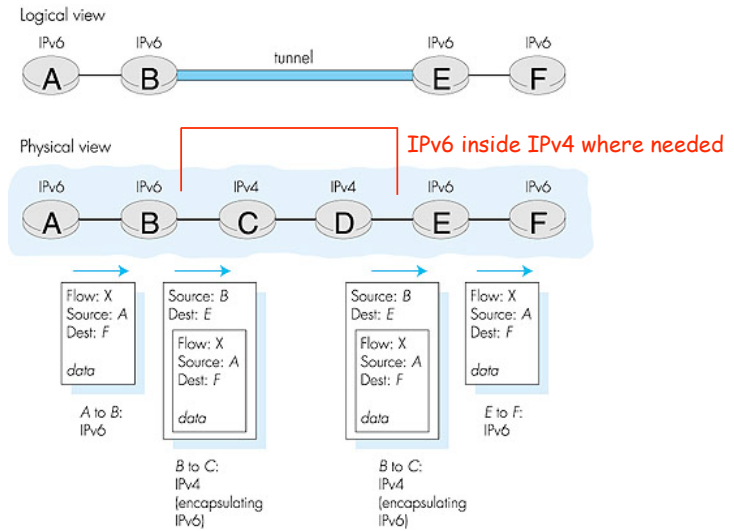 Logical view
IPv6 IPv6 tunnel IPv6 IPv6
A B E F
Physical view
IPv6 inside IPv4 where needed
IPv6 IPv6 IPv4 IPv4 IPv6 IPv6
A B C D E F
Flow: X
Source: A
Dest: F
data
A to B:
IPv6
Source: B
Dest: E
Flow: X
Source: A
Dest: F
data
B to C:
IPv4
(encapsulating
IPv6)
Source: B
Dest: E
Flow: X
Source: A
Dest: F
data
B to C:
IPv4
(encapsulating
IPv6)
Flow: X
Source: A
Dest: F
data
E to F:
IPv6